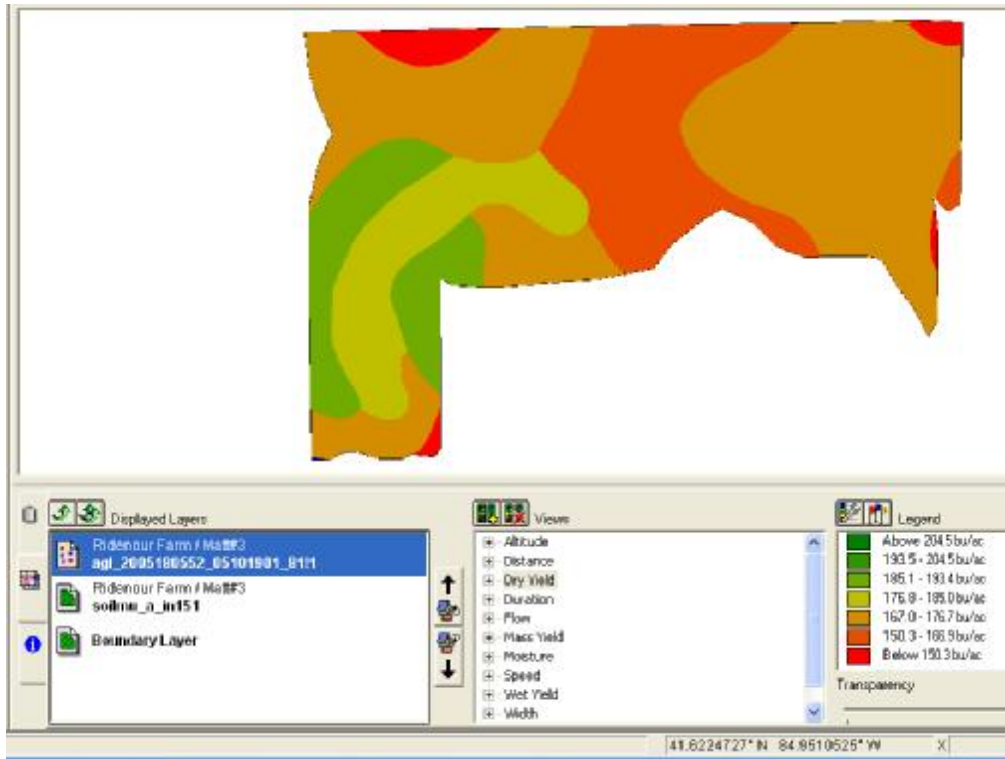 Displayed Layers
Ridenour Farm / Matt#3
agl_2005180552_05101901_81!1
Ridenour Farm / Matt#3
soilmu_a_in151
Boundary Layer
Views
Altitude
Distance
Dry Yield
Duration
Flow
Mass Yield
Moisture
Speed
Wet Yield
Width
Legend
Above 204.5 bu/ac
193.5 - 204.5 bu/ac
185.1 - 193.4 bu/ac
176.8 - 185.0 bu/ac
167.0 - 176.7 bu/ac
150.3 - 166.9 bu/ac
Below 150.3 bu/ac
Transparency
41.6224727° N 84.9510525° W X